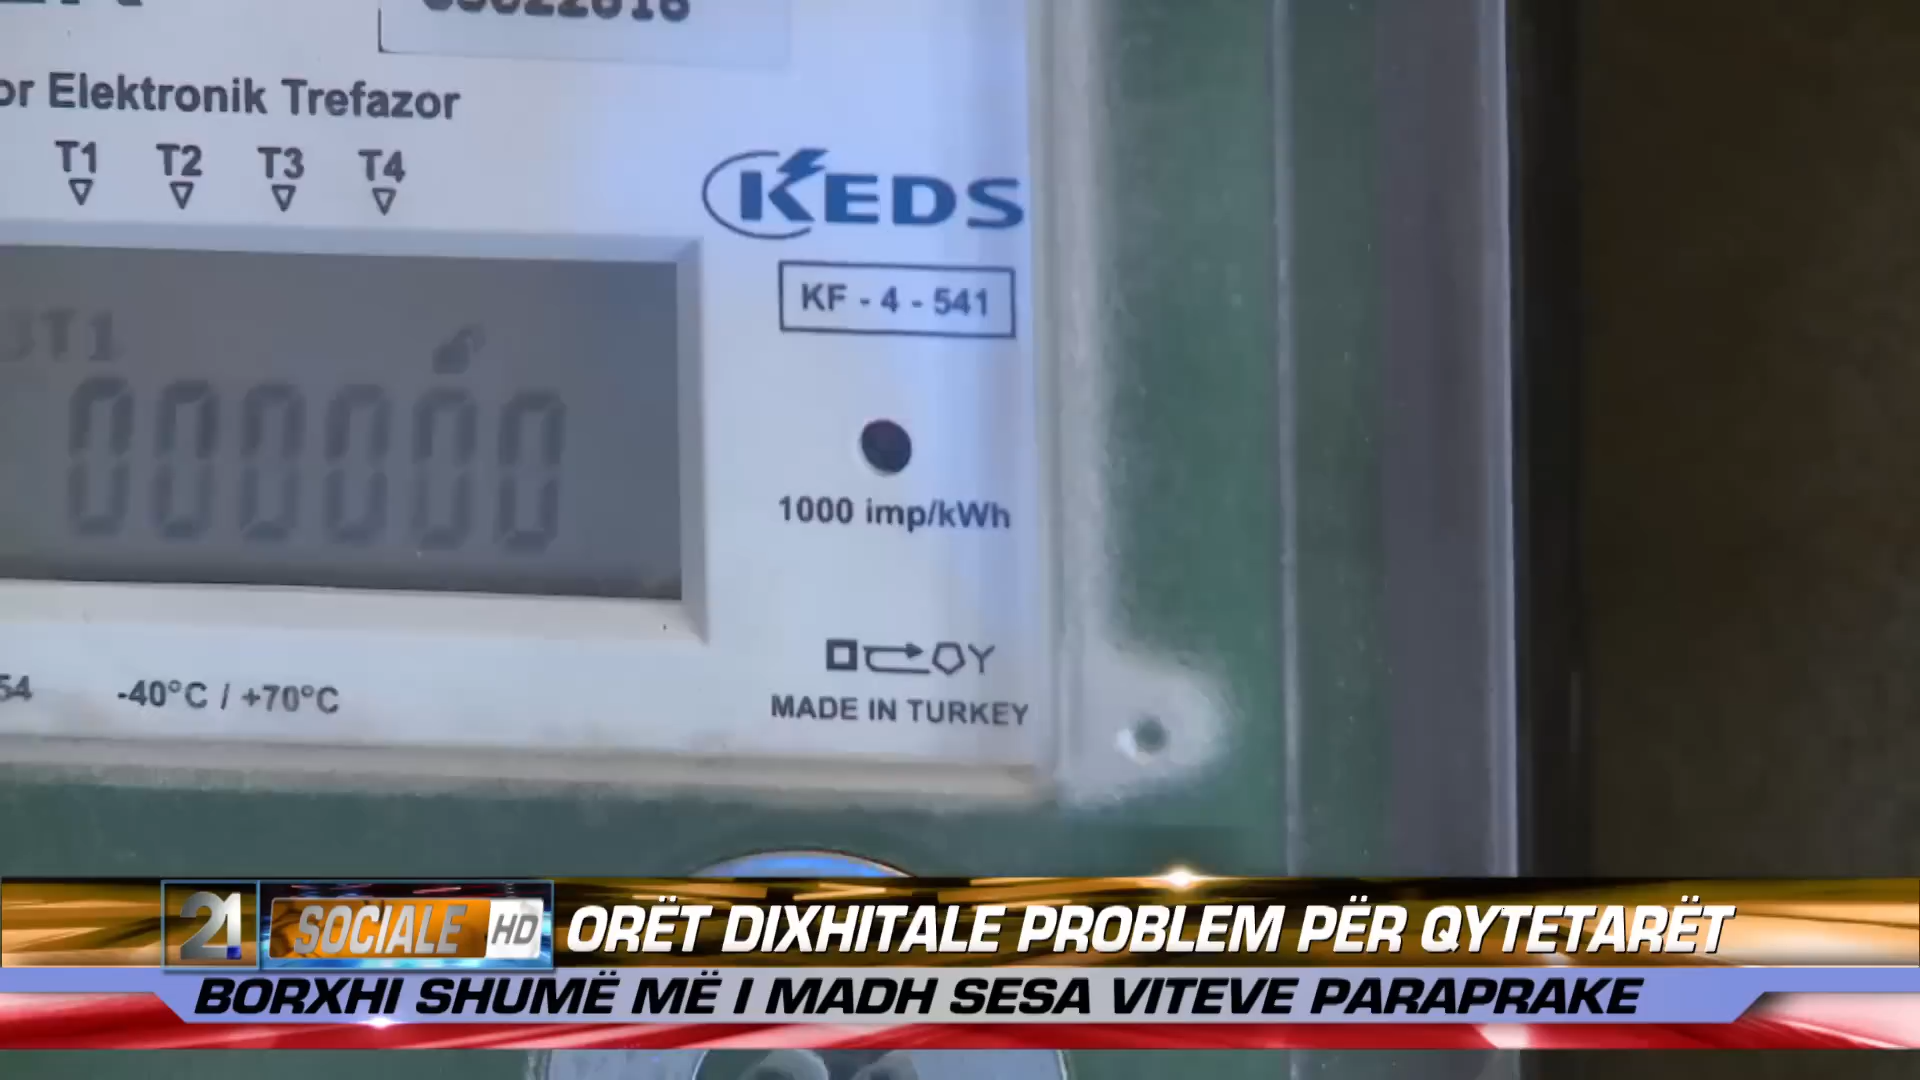 Elektronik Trefazor
T1 T2 T3 T4
KEDS
KF - 4 - 541
T1
000000
1000 imp/kWh
54 -40°C / +70°C
MADE IN TURKEY
21 SOCIALE HD ORËT DIXHITALE PROBLEM PËR QYTETARËT
BORXHI SHUMË MË I MADH SESA VITEVE PARAPRAKE